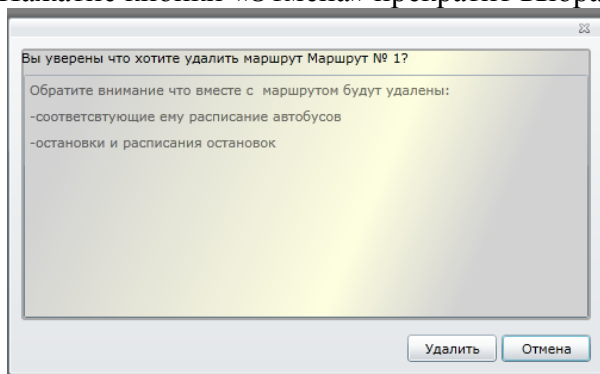 Вы уверены что хотите удалить маршрут Маршрут № 1?
Обратите внимание что вместе с маршрутом будут удалены:
-соответсвтующие ему расписание автобусов
-остановки и расписания остановок
Удалить Отмена